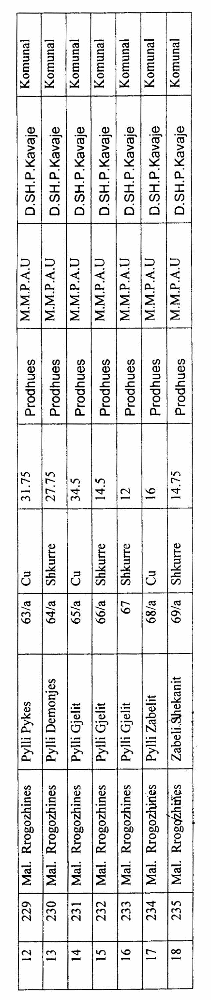 12 229 Mal. Rrogozhines Pylli Pykes 63/a Cu 31.75 Prodhues M.M.P.A.U D.SH.P.Kavaje Komunal
13 230 Mal. Rrogozhines Pylli Demonjes 64/a Shkurre 27.75 Prodhues M.M.P.A.U D.SH.P.Kavaje Komunal
14 231 Mal. Rrogozhines Pylli Gjelit 65/a Cu 34.5 Prodhues M.M.P.A.U D.SH.P.Kavaje Komunal
15 232 Mal. Rrogozhines Pylli Gjelit 66/a Shkurre 14.5 Prodhues M.M.P.A.U D.SH.P.Kavaje Komunal
16 233 Mal. Rrogozhines Pylli Gjelit 67 Shkurre 12 Prodhues M.M.P.A.U D.SH.P.Kavaje Komunal
17 234 Mal. Rrogozhines Pylli Zabelit 68/a Cu 16 Prodhues M.M.P.A.U D.SH.P.Kavaje Komunal
18 235 Mal. Rrogozhines Zabeli Shekanit 69/a Shkurre 14.75 Prodhues M.M.P.A.U D.SH.P.Kavaje Komunal